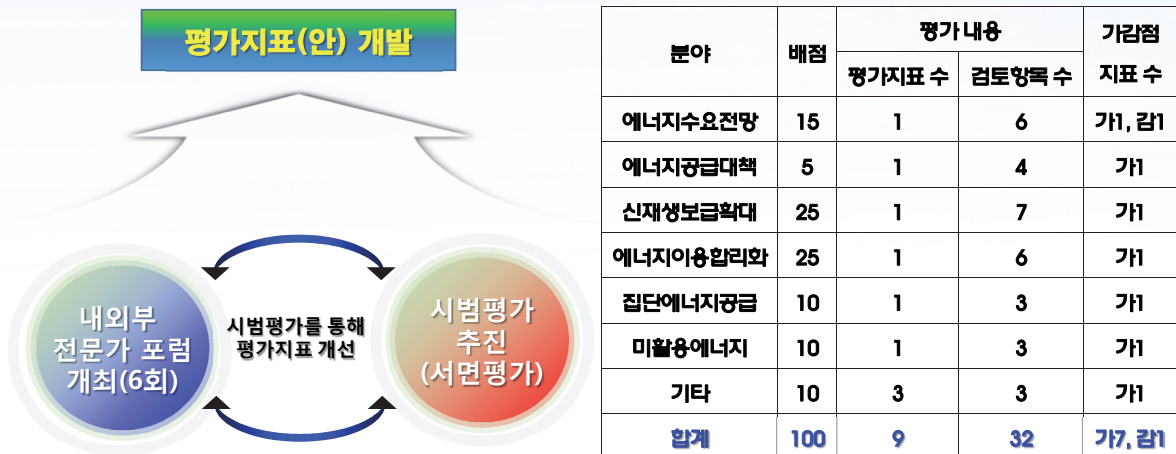 평가지표(안) 개발
내외부
전문가 포럼
개최(6회)
시범평가를 통해
평가지표 개선
시범평가
추진
(서면평가)
분야 배점 평가 내용 가감점 지표 수
평가지표 수 검토항목 수
에너지수요전망 15 1 6 가1, 감1
에너지공급대책 5 1 4 가1
신재생보급확대 25 1 7 가1
에너지이용합리화 25 1 6 가1
집단에너지공급 10 1 3 가1
미활용에너지 10 1 3 가1
기타 10 3 3 가1
합계 100 9 32 가7, 감1